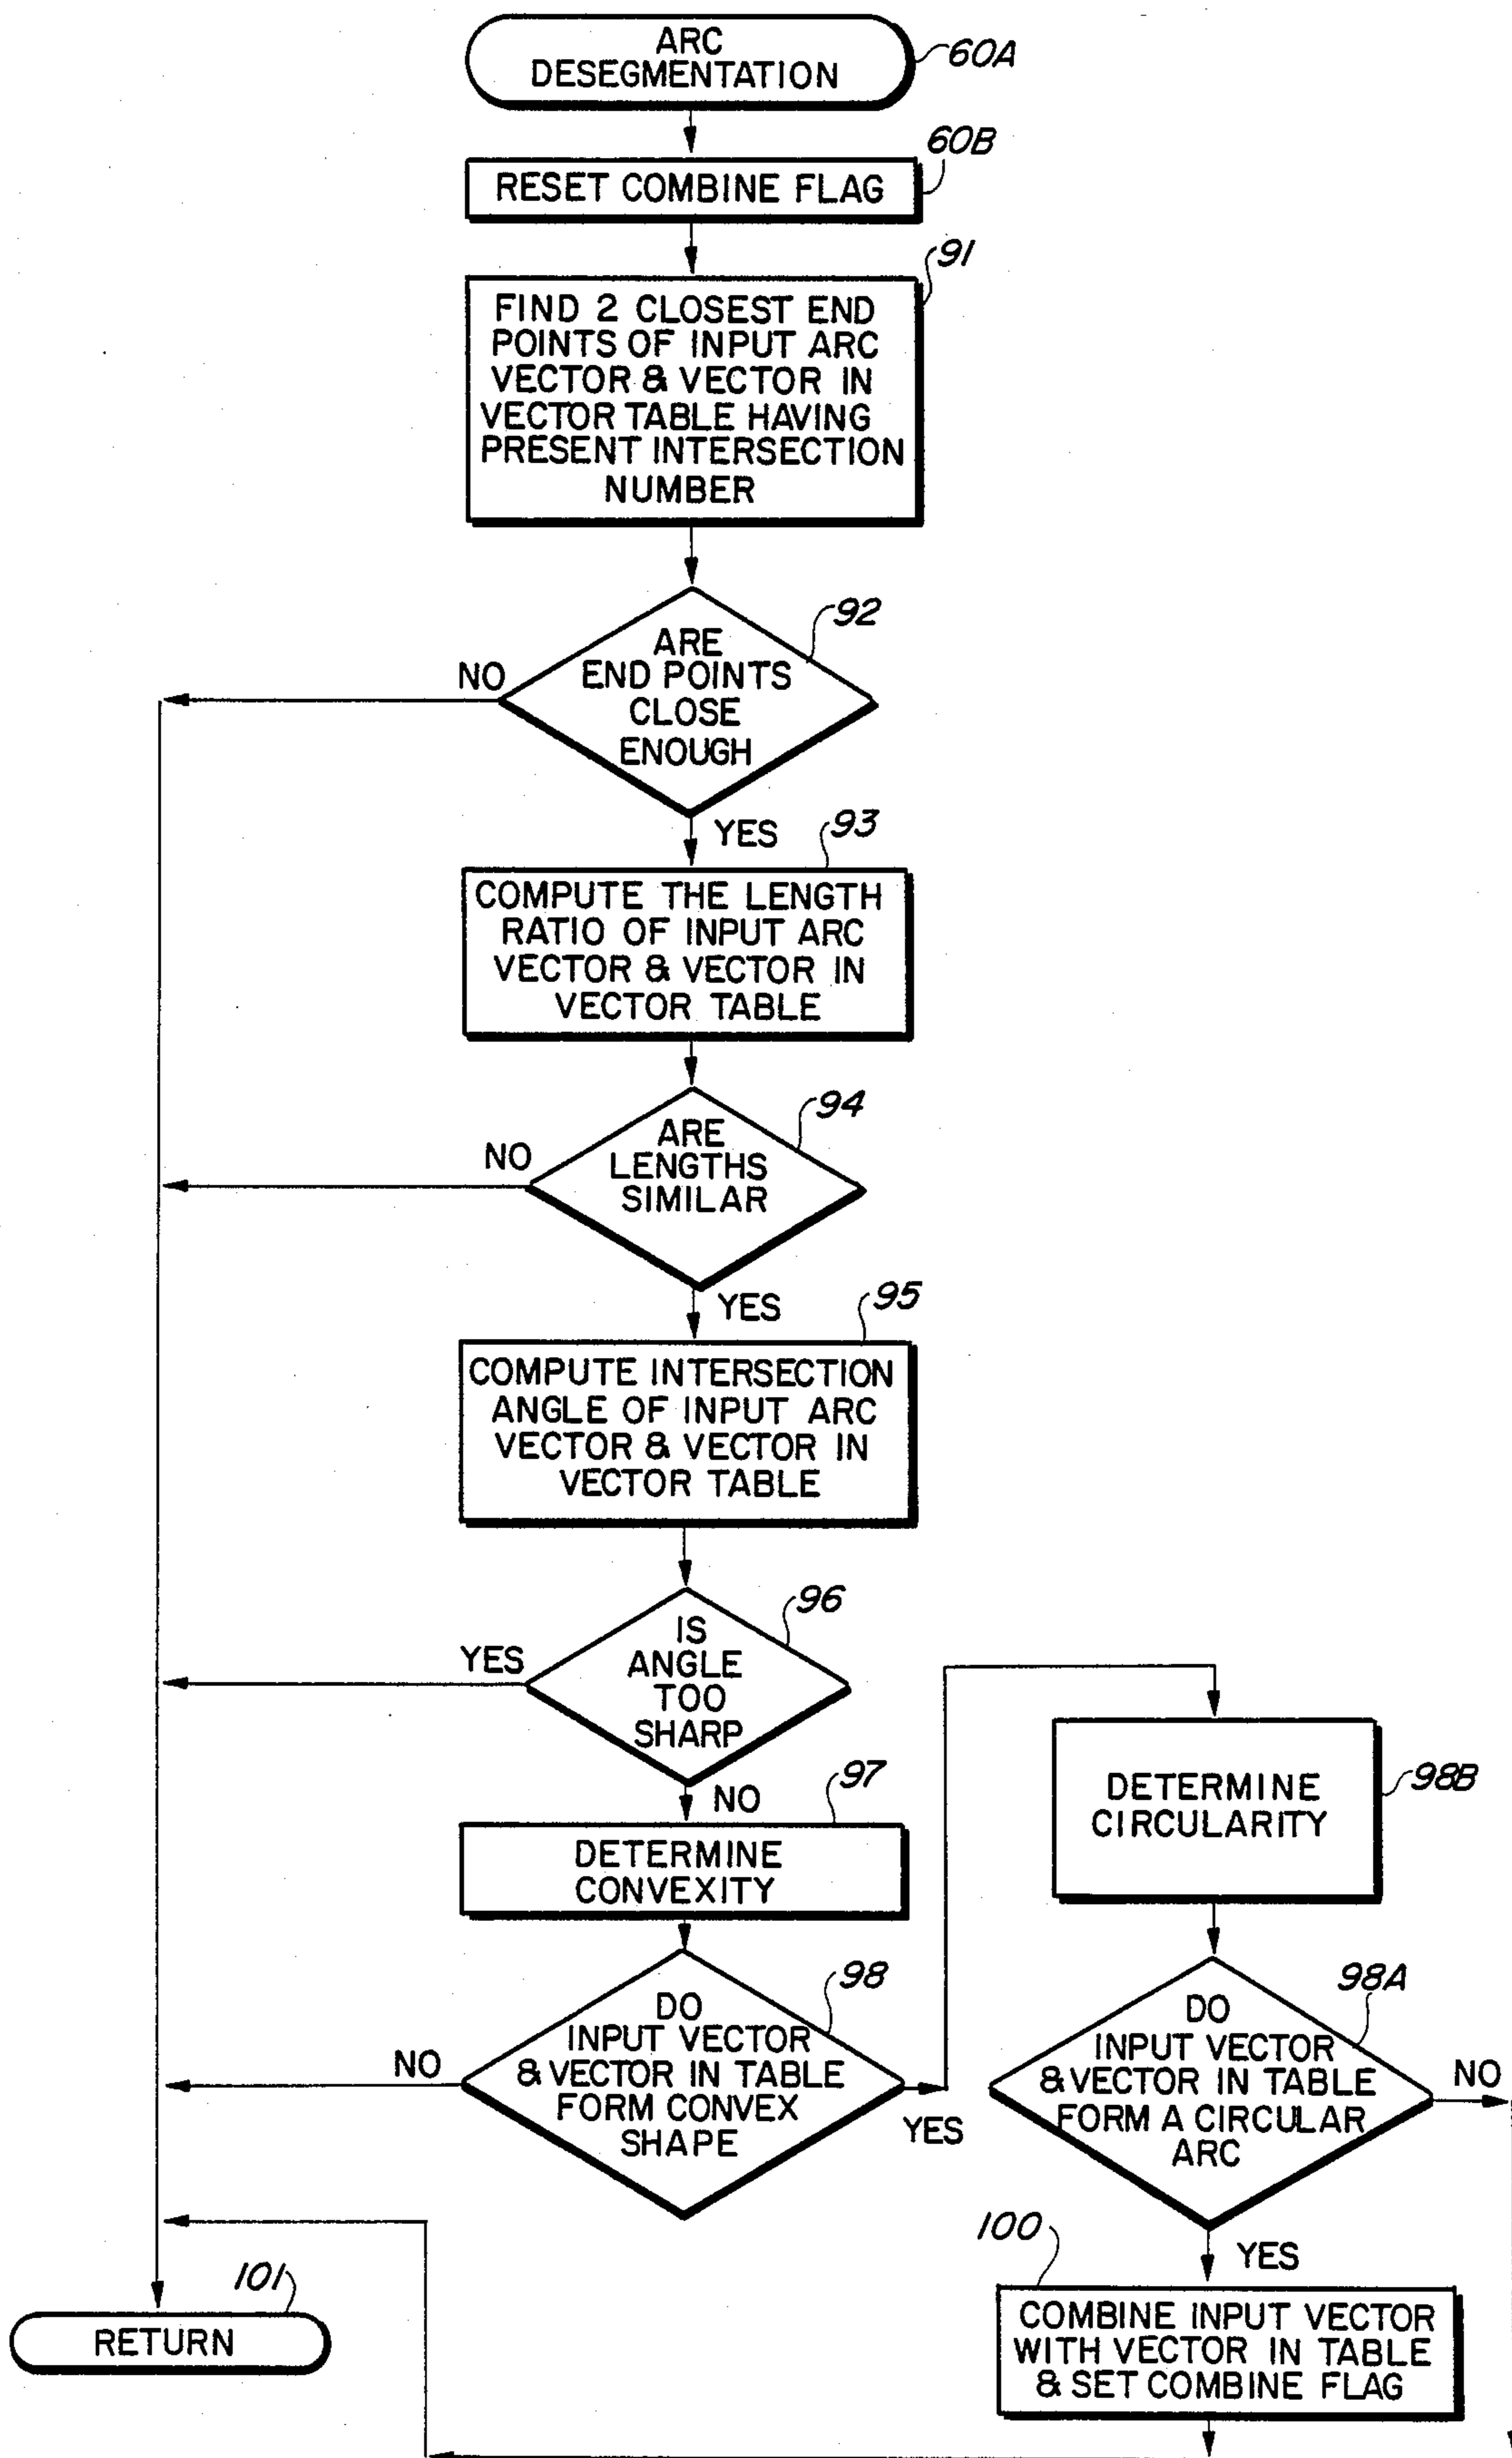 ARC
DESEGMENTATION
60A
60B
RESET COMBINE FLAG
91
FIND 2 CLOSEST END
POINTS OF INPUT ARC
VECTOR & VECTOR IN
VECTOR TABLE HAVING
PRESENT INTERSECTION
NUMBER
92
ARE
END POINTS
CLOSE
ENOUGH
NO
YES
93
COMPUTE THE LENGTH
RATIO OF INPUT ARC
VECTOR & VECTOR IN
VECTOR TABLE
94
ARE
LENGTHS
SIMILAR
NO
YES
95
COMPUTE INTERSECTION
ANGLE OF INPUT ARC
VECTOR & VECTOR IN
VECTOR TABLE
96
IS
ANGLE
TOO
SHARP
YES
NO
97
DETERMINE
CONVEXITY
98
DO
INPUT VECTOR
& VECTOR IN TABLE
FORM CONVEX
SHAPE
NO
YES
98B
DETERMINE
CIRCULARITY
98A
DO
INPUT VECTOR
& VECTOR IN TABLE
FORM A CIRCULAR
ARC
NO
YES
100
COMBINE INPUT VECTOR
WITH VECTOR IN TABLE
& SET COMBINE FLAG
101
RETURN